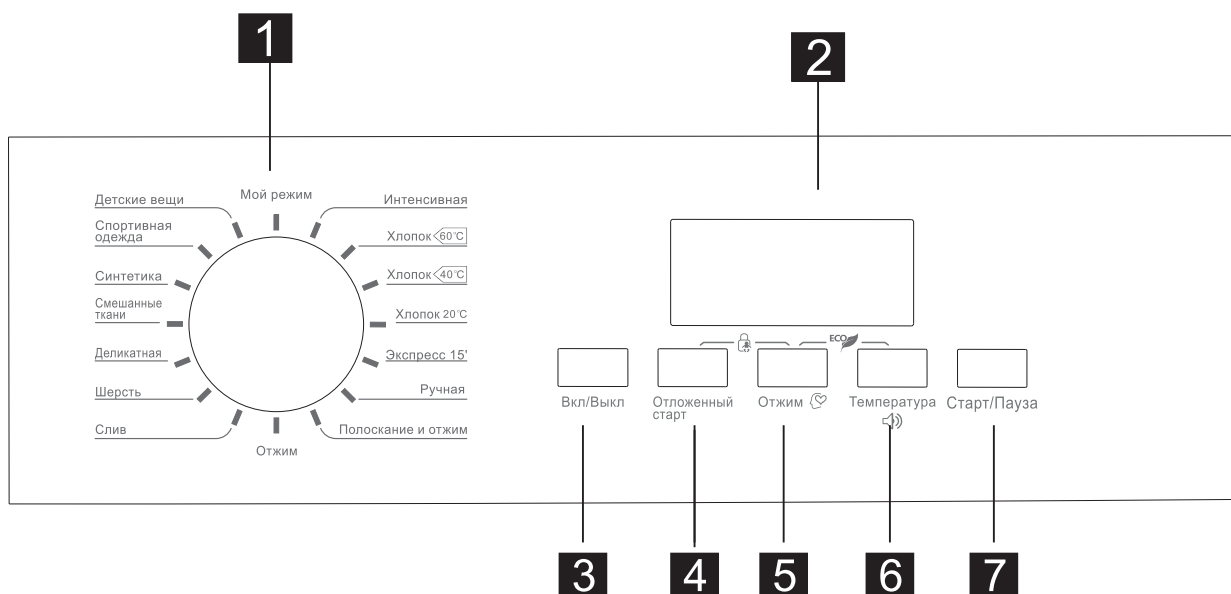 1
2
Мой режим
Детские вещи
Интенсивная
Спортивная
одежда
Хлопок 60℃
Синтетика
Хлопок 40℃
Смешанные
ткани
Хлопок 20℃
Деликатная
Экспресс 15'
Шерсть
Ручная
Слив
Полоскание и отжим
Отжим
ECO
Вкл/Выкл
Отложенный
старт
Отжим
Температура
Старт/Пауза
3
4
5
6
7